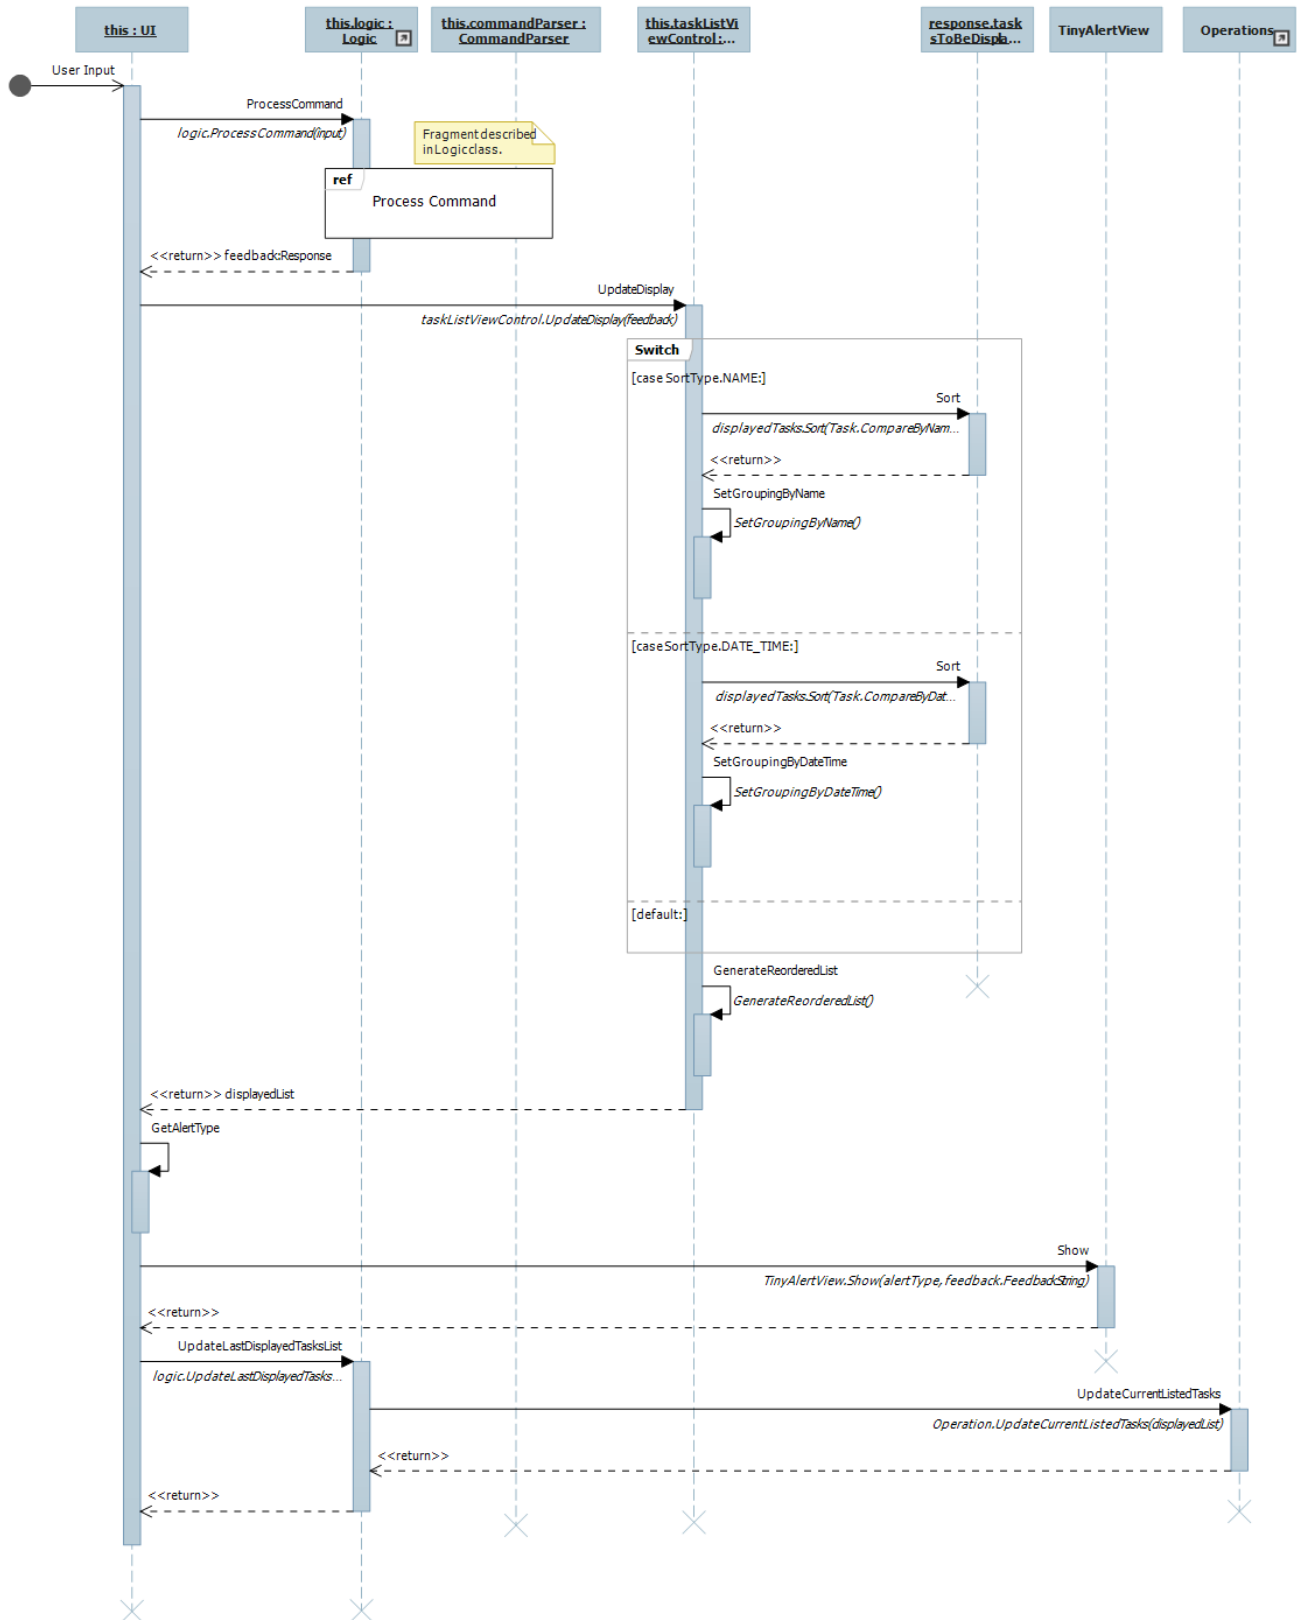 this : UI
this.logic :
Logic
this.commandParser :
CommandParser
this.taskListVi
ewControl :...
response.task
sToBeDispla...
TinyAlertView
Operations
User Input
ProcessCommand
logic.ProcessCommand(input)
Fragment described
in Logic class.
ref
Process Command
<<return>> feedback:Response
UpdateDisplay
taskListViewControl.UpdateDisplay(feedback)
Switch
[case SortType.NAME:]
Sort
displayedTasks.Sort(Task.CompareByNam...
<<return>>
SetGroupingByName
SetGroupingByName()
[case SortType.DATE_TIME:]
Sort
displayedTasks.Sort(Task.CompareByDat...
<<return>>
SetGroupingByDateTime
SetGroupingByDateTime()
[default:]
GenerateReorderedList
GenerateReorderedList()
<<return>> displayedList
GetAlertType
Show
TinyAlertView.Show(alertType, feedback.FeedbackString)
<<return>>
UpdateLastDisplayedTasksList
logic.UpdateLastDisplayedTasks...
UpdateCurrentListedTasks
Operation.UpdateCurrentListedTasks(displayedList)
<<return>>
<<return>>